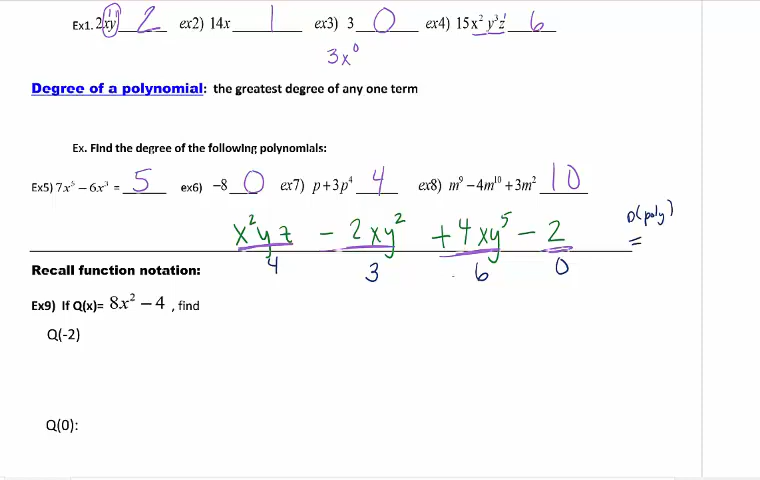 Ex1. 2xy 2 ex2) 14x 1 ex3) 3 0 ex4) 15x² y³z¹ 6
3x⁰
Degree of a polynomial: the greatest degree of any one term
Ex. Find the degree of the following polynomials:
Ex5) 7x⁵ − 6x³ = 5 ex6) −8 0 ex7) p + 3p⁴ 4 ex8) m⁹ − 4m¹⁰ + 3m² 10
x²yz − 2xy² + 4xy⁵ − 2 D(poly) =
4 3 6 0
Recall function notation:
Ex9) If Q(x)= 8x² − 4 , find
Q(-2)
Q(0):